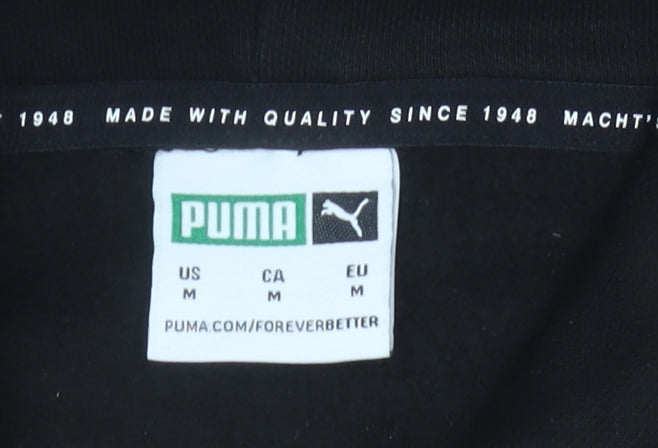 1948 MADE WITH QUALITY SINCE 1948 MACHT'S
PUMA
US CA EU
M M M
PUMA.COM/FOREVERBETTER